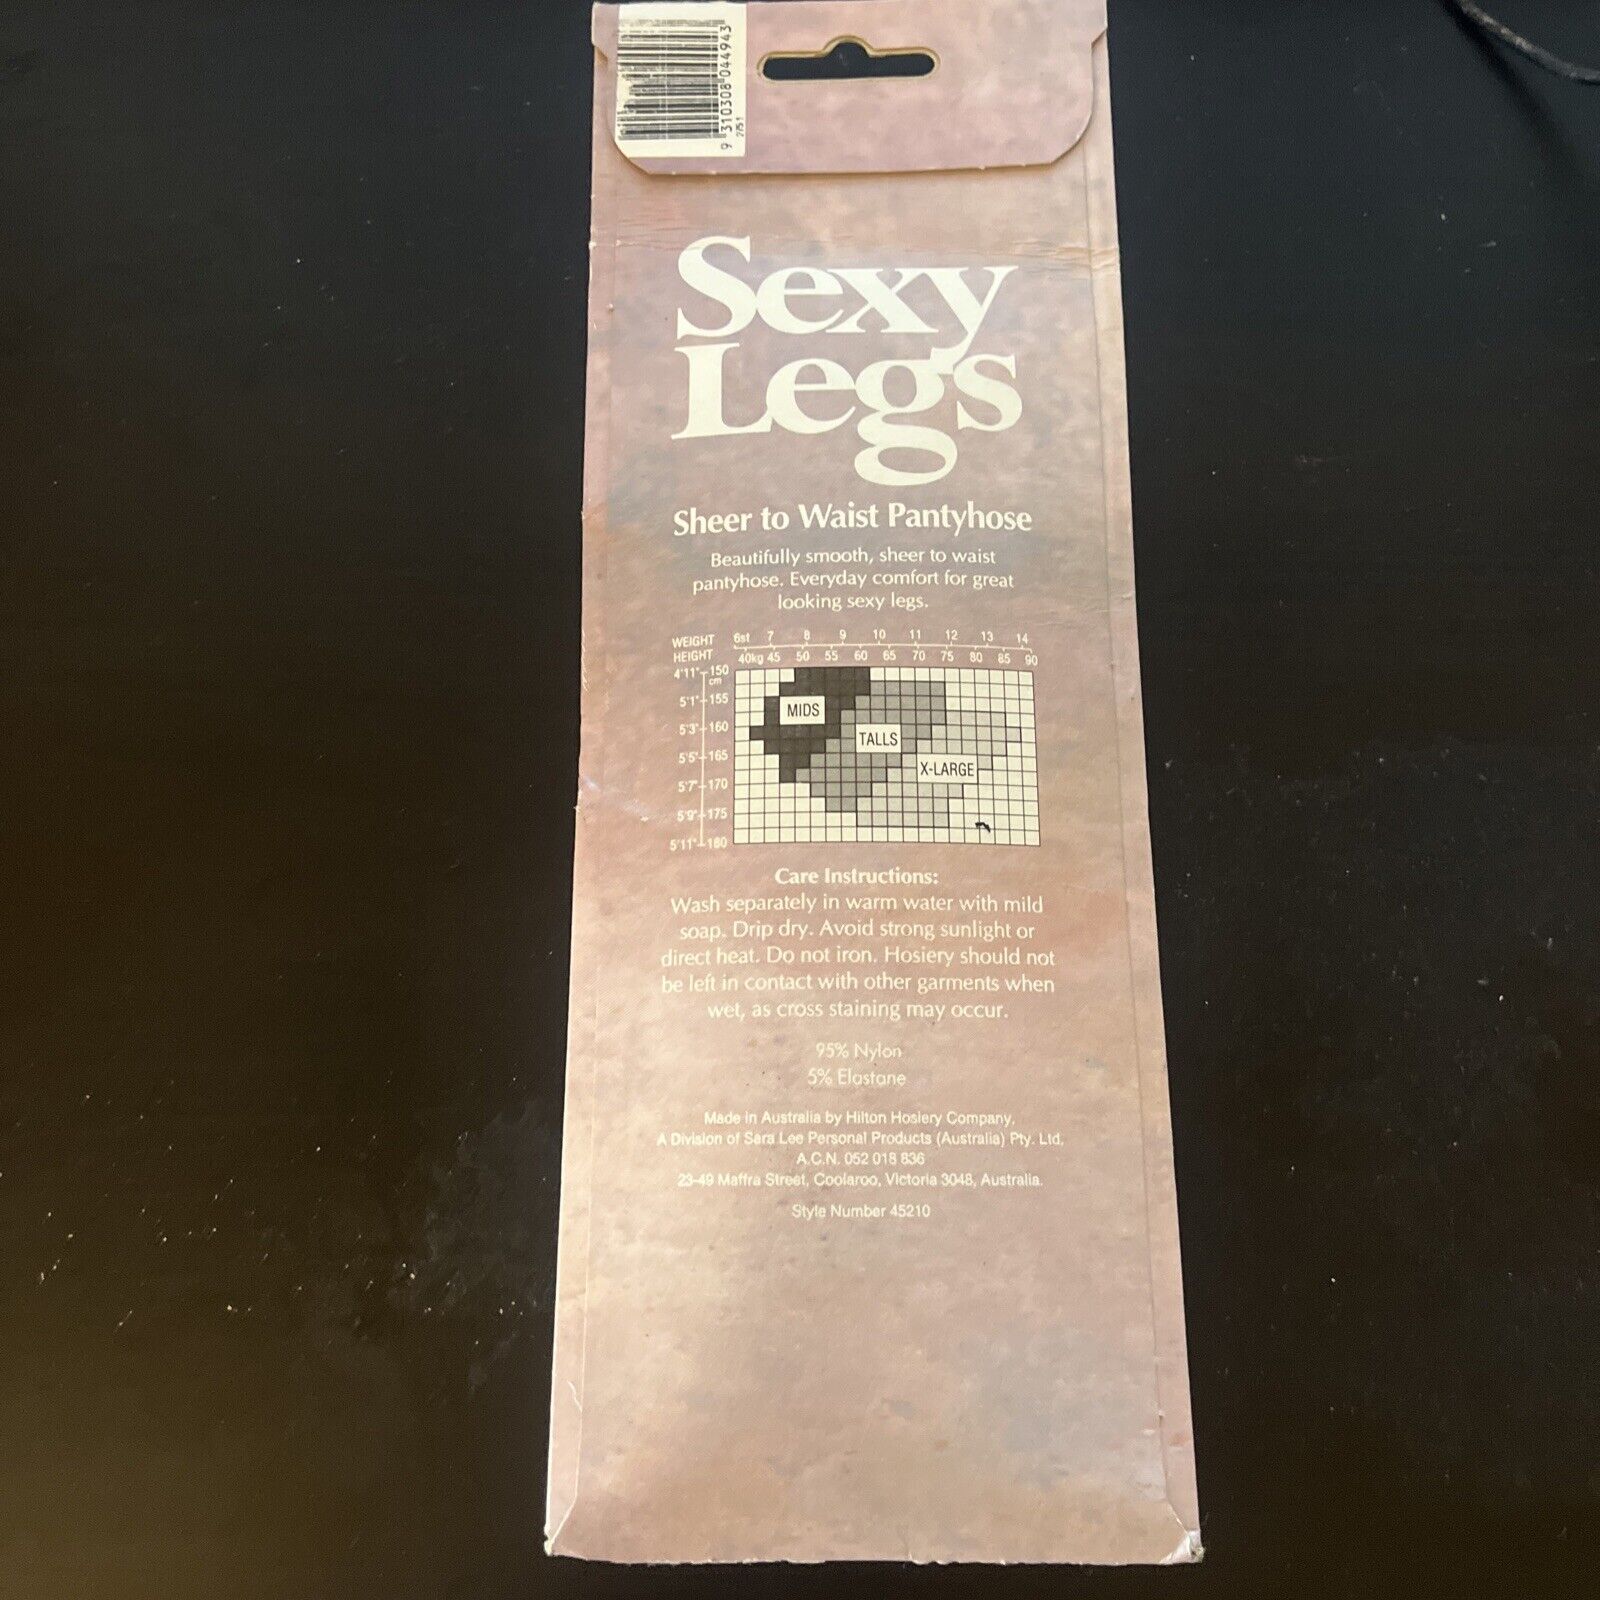 9 310308 044943
2751
Sexy
Legs
Sheer to Waist Pantyhose
Beautifully smooth, sheer to waist
pantyhose. Everyday comfort for great
looking sexy legs.
WEIGHT 6st 7 8 9 10 11 12 13 14
HEIGHT 40kg 45 50 55 60 65 70 75 80 85 90
4'11" 150
cm
5'1" 155
MIDS
5'3" 160
TALLS
5'5" 165
X-LARGE
5'7" 170
5'9" 175
5'11" 180
Care Instructions:
Wash separately in warm water with mild
soap. Drip dry. Avoid strong sunlight or
direct heat. Do not iron. Hosiery should not
be left in contact with other garments when
wet, as cross staining may occur.
95% Nylon
5% Elastane
Made in Australia by Hilton Hosiery Company.
A Division of Sara Lee Personal Products (Australia) Pty. Ltd.
A.C.N. 052 018 836
23-49 Maffra Street, Coolaroo, Victoria 3048, Australia.
Style Number 45210